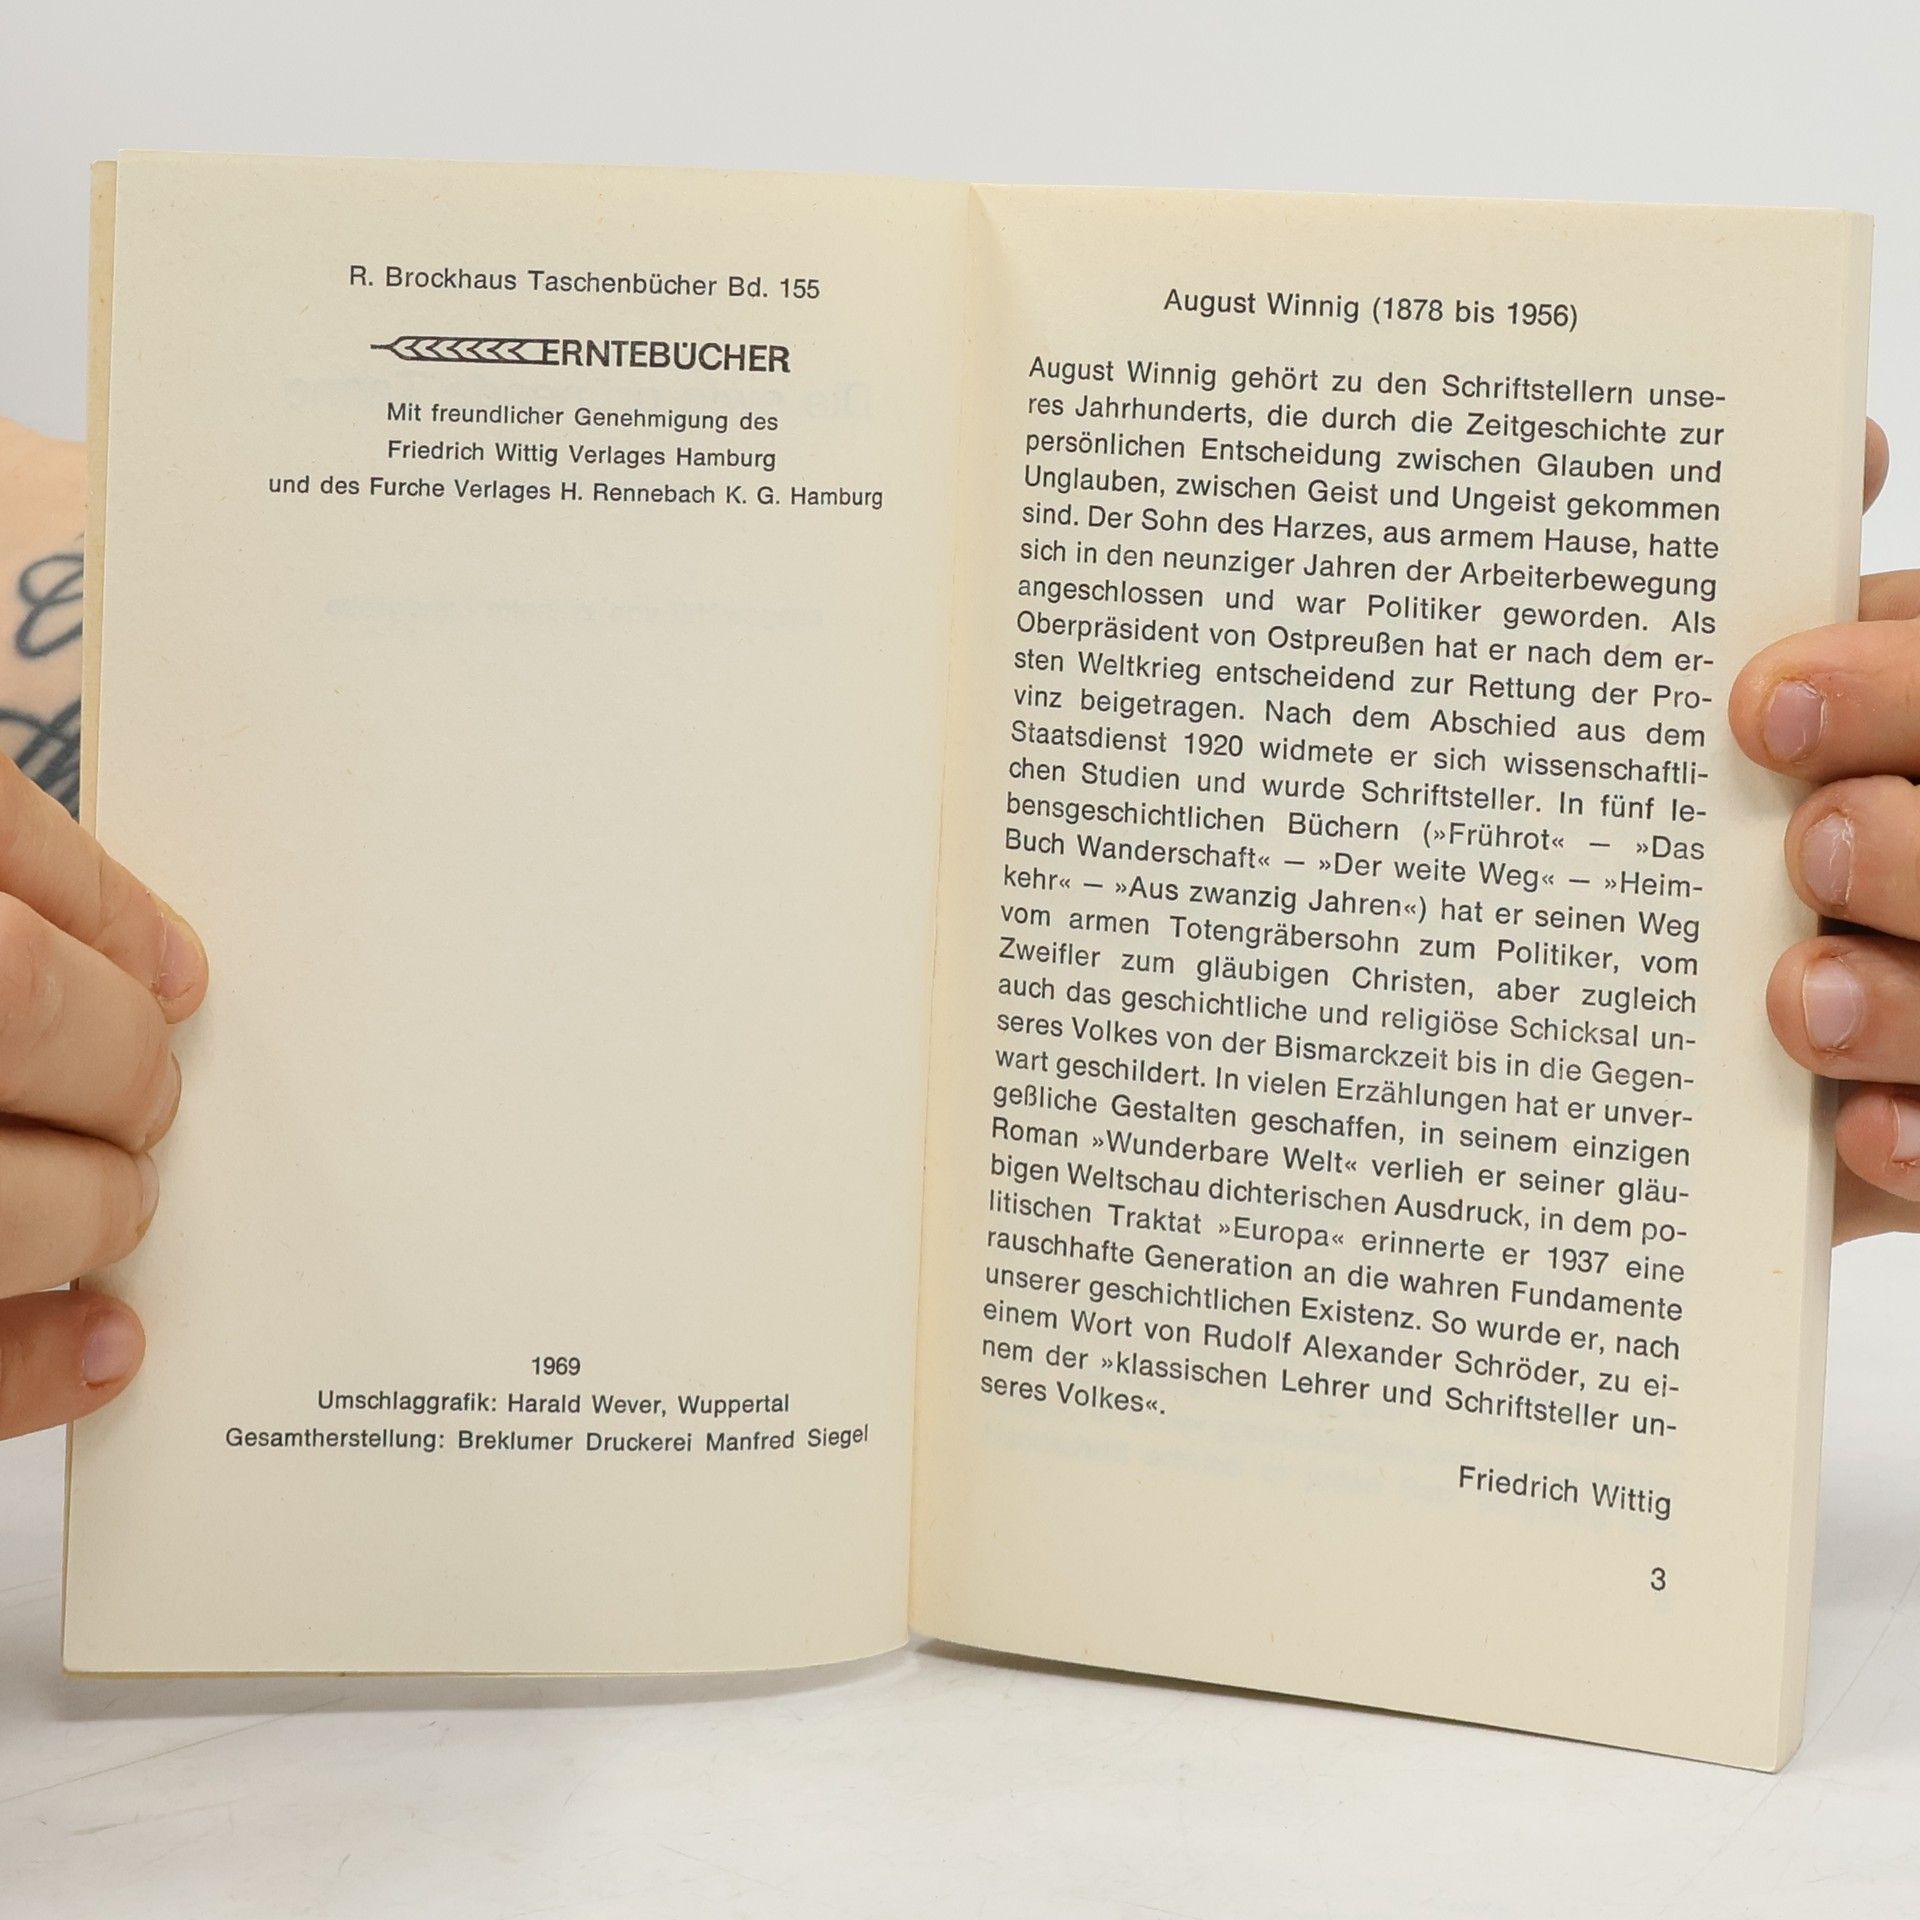 R. Brockhaus Taschenbücher Bd. 155
ERNTEBÜCHER
Mit freundlicher Genehmigung des
Friedrich Wittig Verlages Hamburg
und des Furche Verlages H. Rennebach K. G. Hamburg
1969
Umschlaggrafik: Harald Wever, Wuppertal
Gesamtherstellung: Breklumer Druckerei Manfred Siegel
August Winnig (1878 bis 1956)
August Winnig gehört zu den Schriftstellern unse-
res Jahrhunderts, die durch die Zeitgeschichte zur
persönlichen Entscheidung zwischen Glauben und
Unglauben, zwischen Geist und Ungeist gekommen
sind. Der Sohn des Harzes, aus armem Hause, hatte
sich in den neunziger Jahren der Arbeiterbewegung
angeschlossen und war Politiker geworden. Als
Oberpräsident von Ostpreußen hat er nach dem er-
sten Weltkrieg entscheidend zur Rettung der Pro-
vinz beigetragen. Nach dem Abschied aus dem
Staatsdienst 1920 widmete er sich wissenschaftli-
chen Studien und wurde Schriftsteller. In fünf le-
bensgeschichtlichen Büchern (»Frührot« — »Das
Buch Wanderschaft« — »Der weite Weg« — »Heim-
kehr« — »Aus zwanzig Jahren«) hat er seinen Weg
vom armen Totengräbersohn zum Politiker, vom
Zweifler zum gläubigen Christen, aber zugleich
auch das geschichtliche und religiöse Schicksal un-
seres Volkes von der Bismarckzeit bis in die Gegen-
wart geschildert. In vielen Erzählungen hat er unver-
geßliche Gestalten geschaffen, in seinem einzigen
Roman »Wunderbare Welt« verlieh er seiner gläu-
bigen Weltschau dichterischen Ausdruck, in dem po-
litischen Traktat »Europa« erinnerte er 1937 eine
rauschhafte Generation an die wahren Fundamente
unserer geschichtlichen Existenz. So wurde er, nach
einem Wort von Rudolf Alexander Schröder, zu ei-
nem der »klassischen Lehrer und Schriftsteller un-
seres Volkes«.
Friedrich Wittig
3